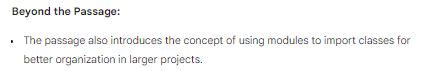 Beyond the Passage:
• The passage also introduces the concept of using modules to import classes for
better organization in larger projects.